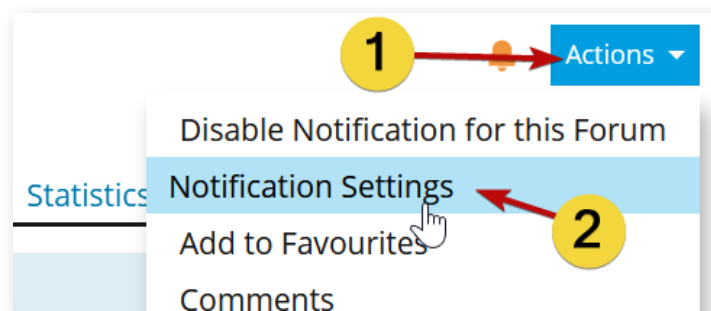 1
Actions
Disable Notification for this Forum
Statistics
Notification Settings
2
Add to Favourites
Comments